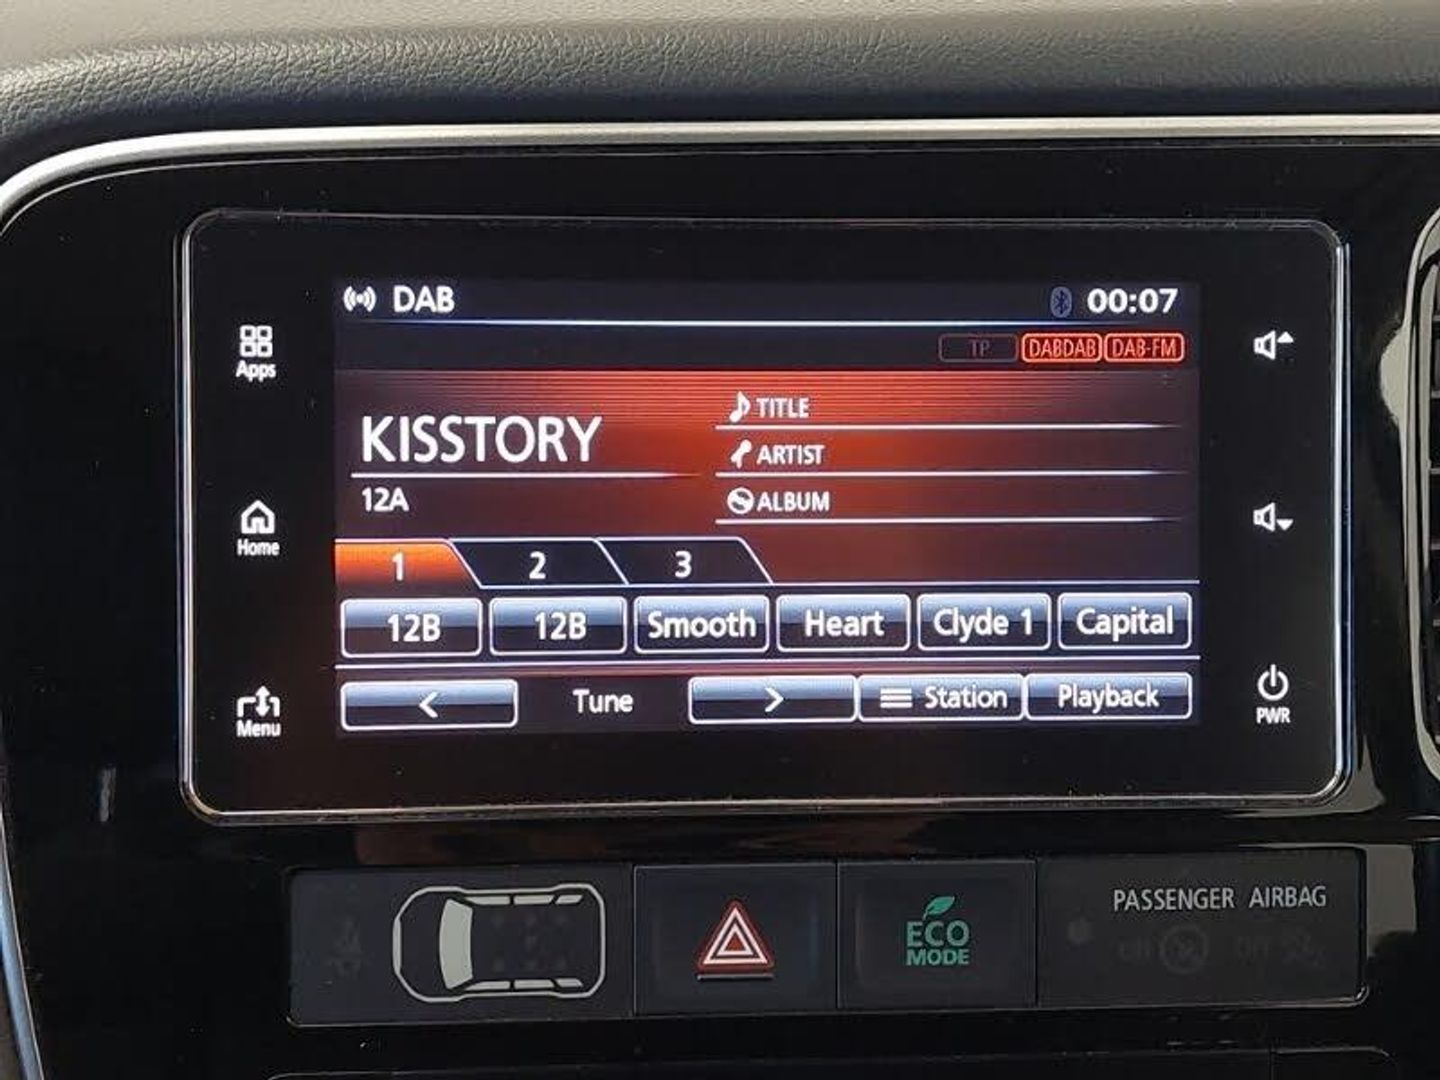 DAB 00:07
TP DABDAB DAB-FM
Apps
KISSTORY
TITLE
ARTIST
12A
ALBUM
Home
1 2 3
12B 12B Smooth Heart Clyde 1 Capital
< Tune > Station Playback
Menu
PWR
ECO
MODE
PASSENGER AIRBAG